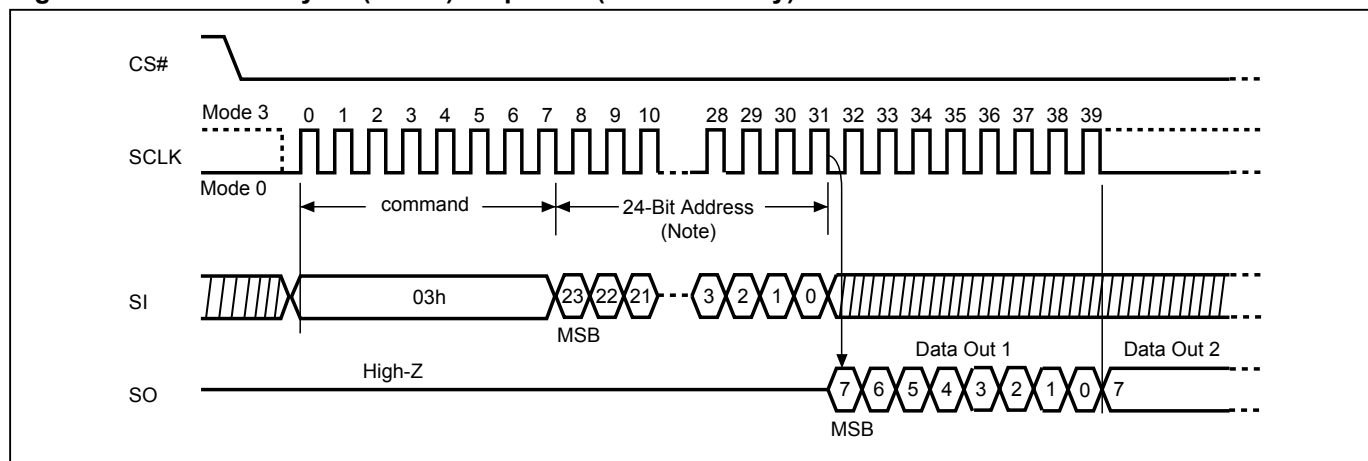 CS#
Mode 3
0 1 2 3 4 5 6 7 8 9 10 28 29 30 31 32 33 34 35 36 37 38 39
SCLK
Mode 0
command
24-Bit Address
(Note)
SI
03h
23 22 21 3 2 1 0
MSB
Data Out 1
Data Out 2
High-Z
SO
7 6 5 4 3 2 1 0 7
MSB